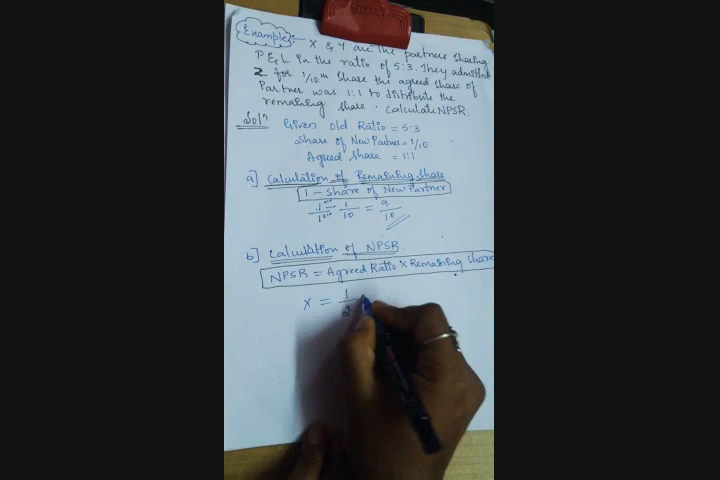 Example:- X & Y are the partners sharing
P & L in the ratio of 5:3. They admitted
Z for 1/10th share the agreed share of
Partner was 1:1 to distribute the
remaining share. Calculate NPSR.
Soln Given Old Ratio = 5:3
Share of New Partner = 1/10
Agreed Share = 1:1
a] Calculation of Remaining Share
1 - Share of New Partner
1×10/1×10 - 1/10 = 9/10
b] Calculation of NPSR.
NPSR = Agreed Ratio × Remaining Share
X = 1/2